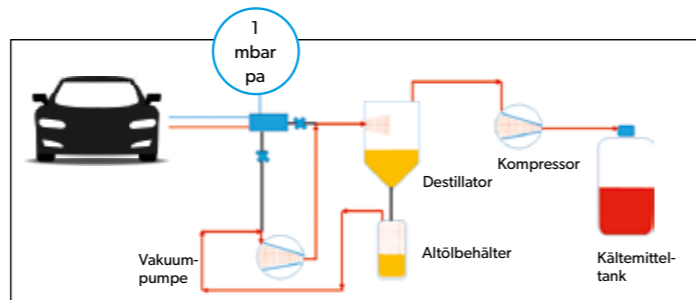 1
mbar
pa
Kompressor
Destillator
Altölbehälter
Vakuum-
pumpe
Kältemittel-
tank